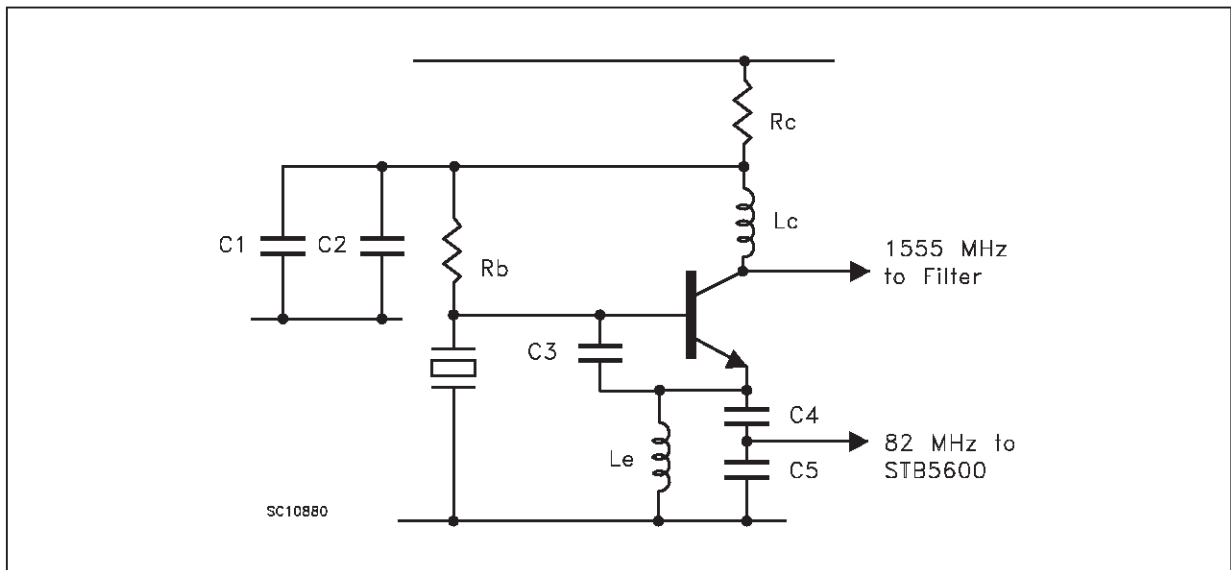 Rc
Lc
C1
C2
Rb
1555 MHz
to Filter
C3
C4
Le
C5
82 MHz to
STB5600
SC10880